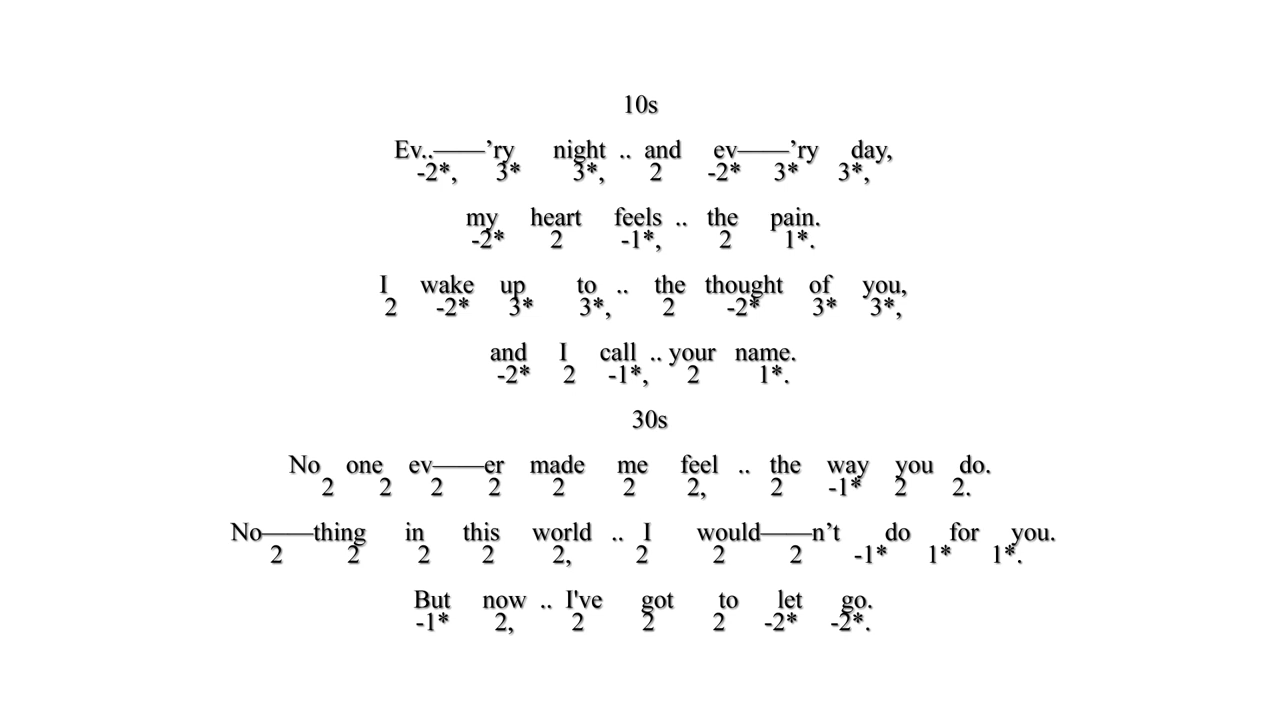 10s
Ev..——’ry night .. and ev——’ry day,
-2*, 3* 3*, 2 -2* 3* 3*,
my heart feels .. the pain.
-2* 2 -1*, 2 1*.
I wake up to .. the thought of you,
2 -2* 3* 3*, 2 -2* 3* 3*,
and I call .. your name.
-2* 2 -1*, 2 1*.
30s
No one ev——er made me feel .. the way you do.
2 2 2 2 2 2 2, 2 -1* 2 2.
No——thing in this world .. I would——n’t do for you.
2 2 2 2 2, 2 2 2 -1* 1* 1*.
But now .. I've got to let go.
-1* 2, 2 2 2 -2* -2*.